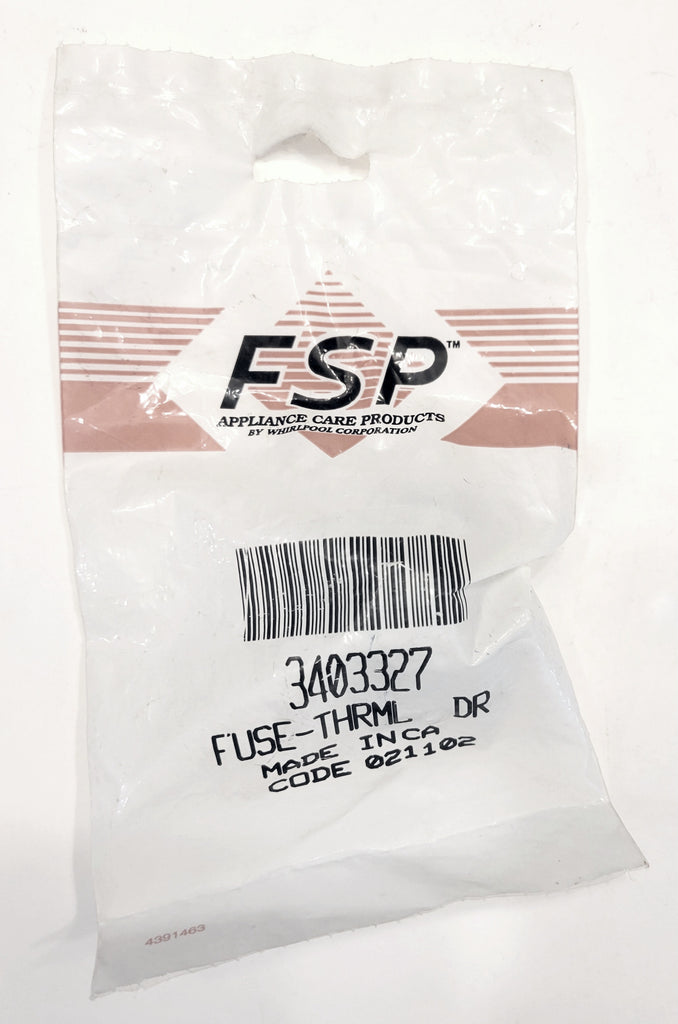 FSP™
APPLIANCE CARE PRODUCTS
BY WHIRLPOOL CORPORATION
3403327
FUSE-THRML DR
MADE IN CA
CODE 021102
4391463